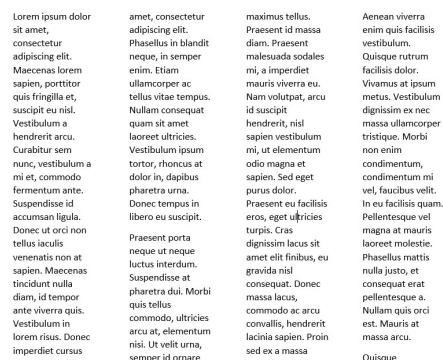 Lorem ipsum dolor
sit amet,
consectetur
adipiscing elit.
Maecenas lorem
sapien, porttitor
quis fringilla et,
suscipit eu nisl.
Vestibulum a
hendrerit arcu.
Curabitur sem
nunc, vestibulum a
mi et, commodo
fermentum ante.
Suspendisse id
accumsan ligula.
Donec ut orci non
tellus iaculis
venenatis non at
sapien. Maecenas
tincidunt nulla
diam, id tempor
ante viverra quis.
Vestibulum in
lorem risus. Donec
imperdiet cursus
amet, consectetur
adipiscing elit.
Phasellus in blandit
neque, in semper
enim. Etiam
ullamcorper ac
tellus vitae tempus.
Nullam consequat
quam sit amet
laoreet ultricies.
Vestibulum ipsum
tortor, rhoncus at
dolor in, dapibus
pharetra urna.
Donec tempus in
libero eu suscipit.
Praesent porta
neque ut neque
luctus interdum.
Suspendisse at
pharetra dui. Morbi
quis tellus
commodo, ultricies
arcu at, elementum
nisi. Ut velit urna,
semper id ornare
maximus tellus.
Praesent id massa
diam. Praesent
malesuada sodales
mi, a imperdiet
mauris viverra eu.
Nam volutpat, arcu
id suscipit
hendrerit, nisl
sapien vestibulum
mi, ut elementum
odio magna et
sapien. Sed eget
purus dolor.
Praesent eu facilisis
eros, eget ultricies
turpis. Cras
dignissim lacus sit
amet elit finibus, eu
gravida nisl
consequat. Donec
massa lacus,
commodo ac arcu
convallis, hendrerit
lacinia sapien. Proin
sed ex a massa
Aenean viverra
enim quis facilisis
vestibulum.
Quisque rutrum
facilisis dolor.
Vivamus at ipsum
metus. Vestibulum
dignissim ex nec
massa ullamcorper
tristique. Morbi
non enim
condimentum,
condimentum mi
vel, faucibus velit.
In eu facilisis quam.
Pellentesque vel
magna at mauris
laoreet molestie.
Phasellus mattis
nulla justo, et
consequat erat
pellentesque a.
Nullam quis orci
est. Mauris at
massa arcu.
Quisque